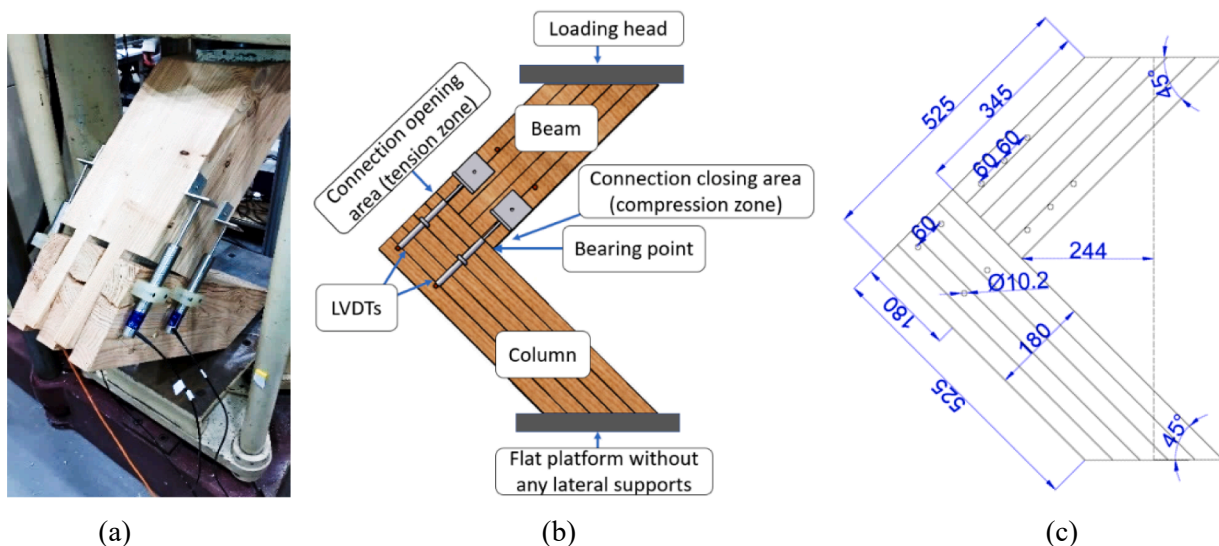 Loading head
Connection opening
area (tension zone)
Beam
Connection closing area
(compression zone)
Bearing point
LVDTs
Column
Flat platform without
any lateral supports
525
345
60
60
45°
60
244
Ø10.2
180
180
525
45°
(a)
(b)
(c)